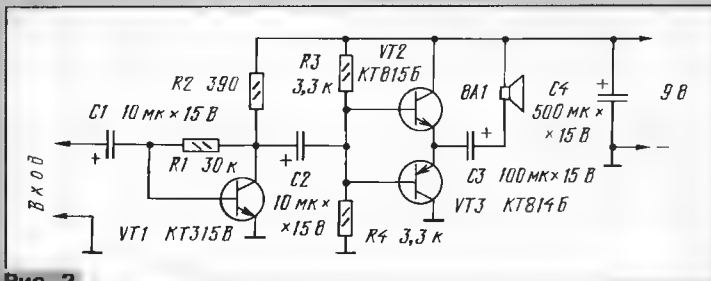 R3
3,3 к
VT2
КТ815Б
R2 390
BA1
C4
500 мк ×
×15 В
9 В
C1 10 мк × 15 В
+
+
+
+
−
R1 30 к
C2
10 мк ×
×15 В
C3 100 мк × 15 В
VT3 КТ814Б
Вход
VT1 КТ315В
R4 3,3 к
Рис. 2